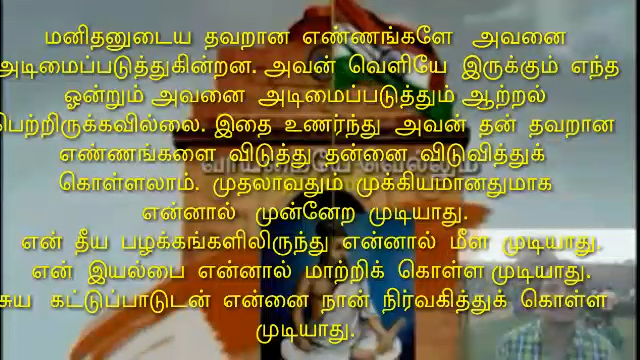 மனிதனுடைய தவறான எண்ணங்களே அவனை
அடிமைப்படுத்துகின்றன. அவன் வெளியே இருக்கும் எந்த
ஒன்றும் அவனை அடிமைப்படுத்தும் ஆற்றல்
பெற்றிருக்கவில்லை. இதை உணர்ந்து அவன் தன் தவறான
எண்ணங்களை விடுத்து தன்னை விடுவித்துக்
கொள்ளலாம். முதலாவதும் முக்கியமானதுமாக
என்னால் முன்னேற முடியாது.
என் தீய பழக்கங்களிலிருந்து என்னால் மீள முடியாது.
என் இயல்பை என்னால் மாற்றிக் கொள்ள முடியாது.
சுய கட்டுப்பாடுடன் என்னை நான் நிர்வகித்துக் கொள்ள
முடியாது.